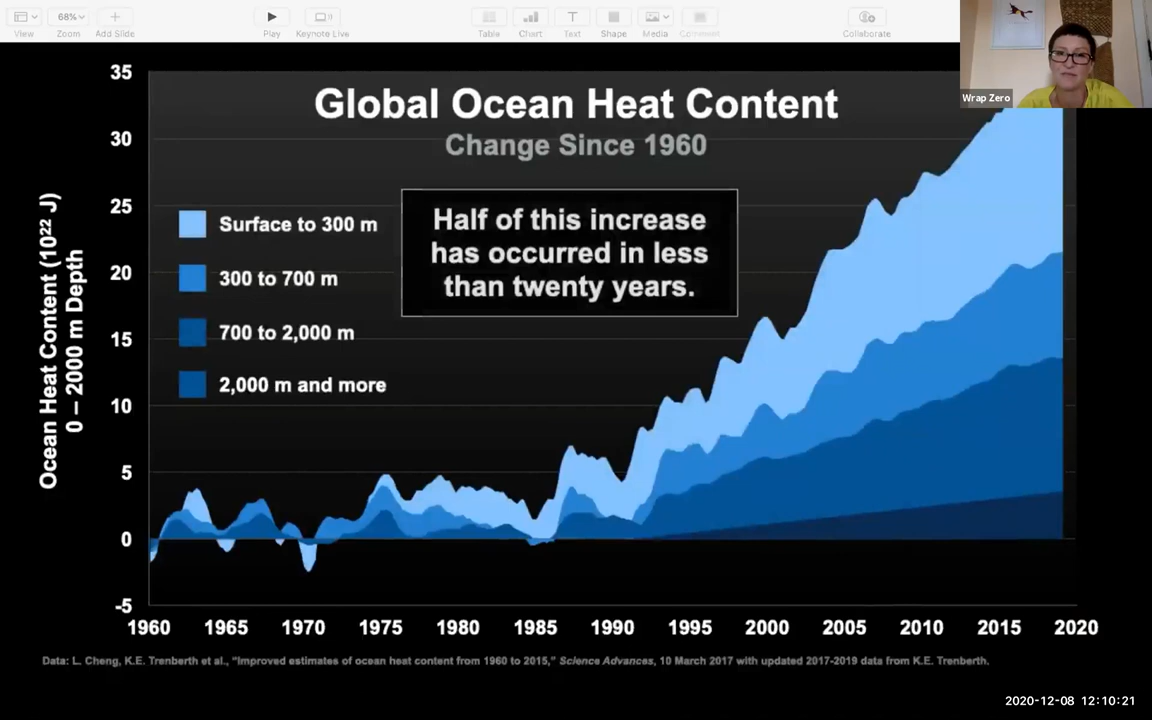 View
68%
Zoom
Add Slide
Play
Keynote Live
Table
Chart
Text
Shape
Media
Comment
Collaborate
Wrap Zero
Global Ocean Heat Content
Change Since 1960
Half of this increase
has occurred in less
than twenty years.
Surface to 300 m
300 to 700 m
700 to 2,000 m
2,000 m and more
Ocean Heat Content (10²² J)
0 – 2000 m Depth
35
30
25
20
15
10
5
0
-5
1960 1965 1970 1975 1980 1985 1990 1995 2000 2005 2010 2015 2020
Data: L. Cheng, K.E. Trenberth et al., “Improved estimates of ocean heat content from 1960 to 2015,” Science Advances, 10 March 2017 with updated 2017-2019 data from K.E. Trenberth.
2020-12-08 12:10:21